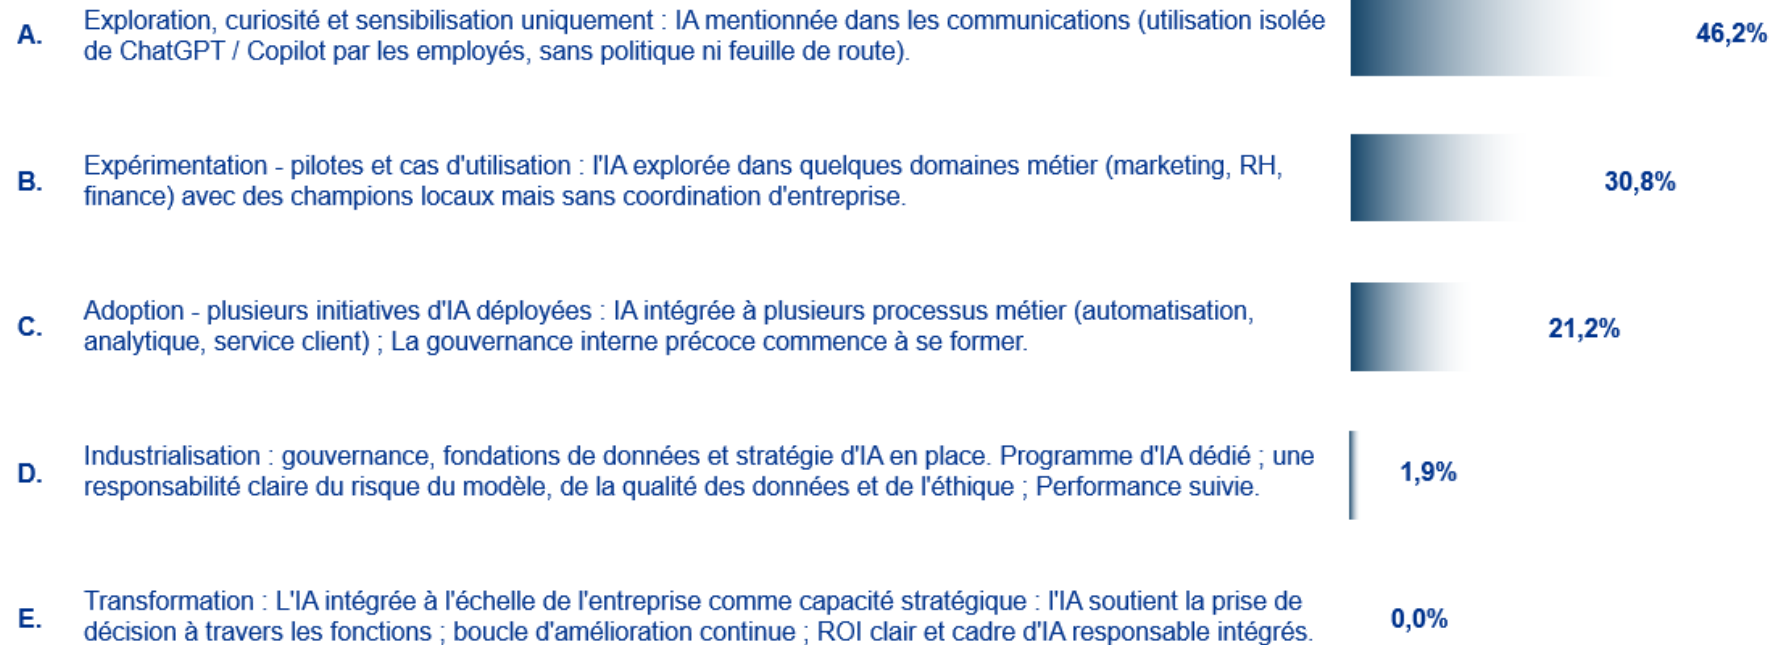 A. Exploration, curiosité et sensibilisation uniquement : IA mentionnée dans les communications (utilisation isolée
de ChatGPT / Copilot par les employés, sans politique ni feuille de route).
46,2%
B. Expérimentation - pilotes et cas d'utilisation : l'IA explorée dans quelques domaines métier (marketing, RH,
finance) avec des champions locaux mais sans coordination d'entreprise.
30,8%
C. Adoption - plusieurs initiatives d'IA déployées : IA intégrée à plusieurs processus métier (automatisation,
analytique, service client) ; La gouvernance interne précoce commence à se former.
21,2%
D. Industrialisation : gouvernance, fondations de données et stratégie d'IA en place. Programme d'IA dédié ; une
responsabilité claire du risque du modèle, de la qualité des données et de l'éthique ; Performance suivie.
1,9%
E. Transformation : L'IA intégrée à l'échelle de l'entreprise comme capacité stratégique : l'IA soutient la prise de
décision à travers les fonctions ; boucle d'amélioration continue ; ROI clair et cadre d'IA responsable intégrés.
0,0%